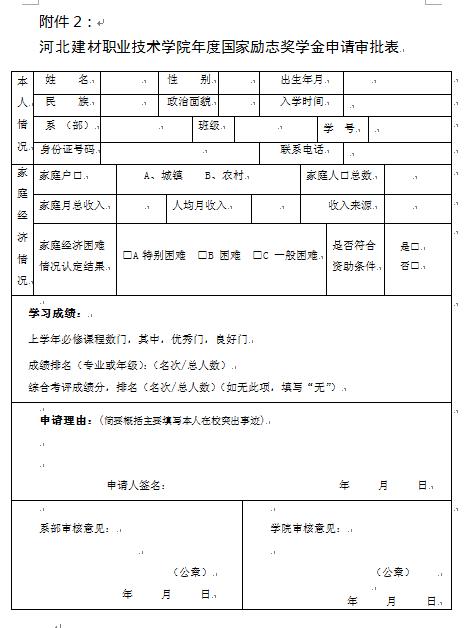 附件2：
河北建材职业技术学院年度国家励志奖学金申请审批表
本人情况
姓 名 性 别 出生年月
民 族 政治面貌 入学时间
系（部） 班级 学 号
身份证号码 联系电话
家庭经济情况
家庭户口 A、城镇 B、农村 家庭人口总数
家庭月总收入 人均月收入 收入来源
家庭经济困难 是否符合 是□
情况认定结果 □A特别困难 □B 困难 □C 一般困难 资助条件 否□
学习成绩：
上学年必修课程数门，其中，优秀门，良好门
成绩排名（专业或年级）：（名次/总人数）
综合考评成绩分，排名（名次/总人数）（如无此项，填写“无”）
申请理由：（简要概括主要填写本人在校突出事迹）
申请人签名： 年 月 日
系部审核意见： 学院审核意见：
（公章） （公章）
年 月 日 年 月 日